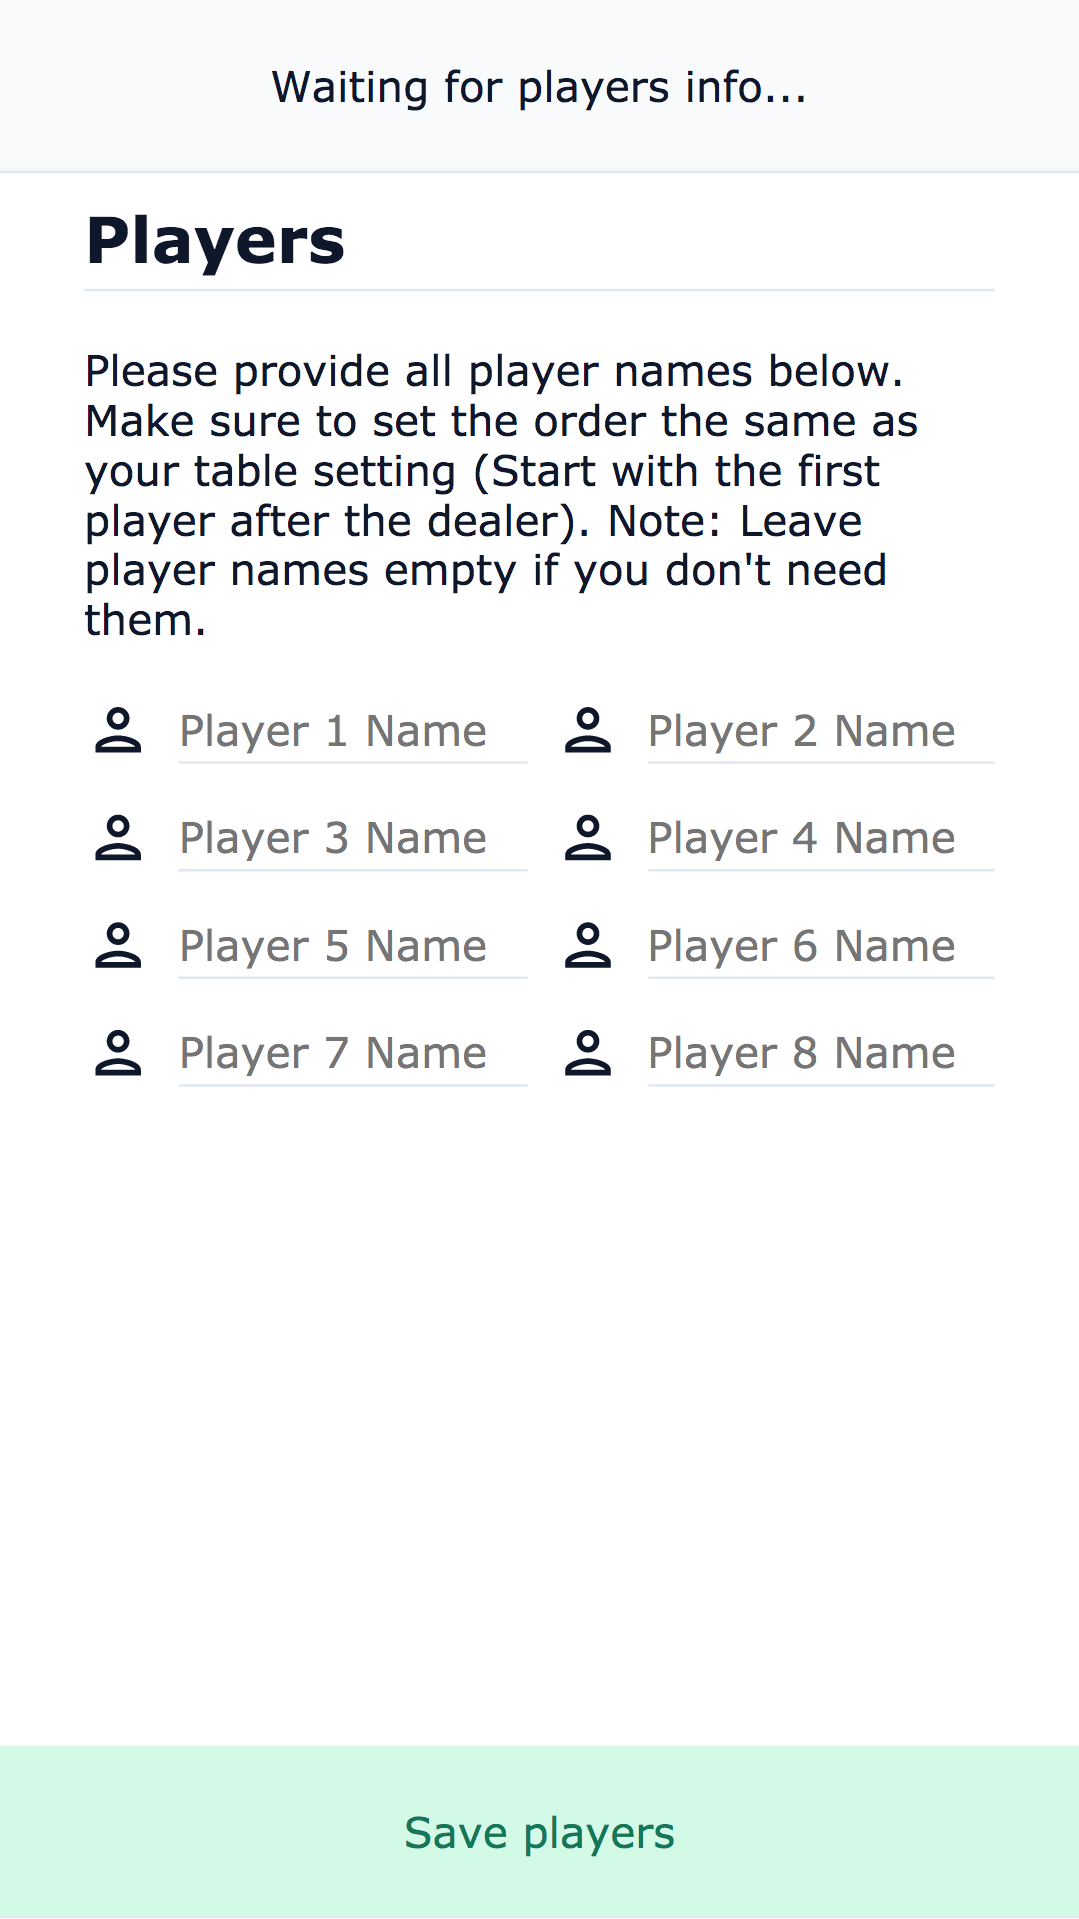 Waiting for players info...
Players
Please provide all player names below.
Make sure to set the order the same as
your table setting (Start with the first
player after the dealer). Note: Leave
player names empty if you don't need
them.
Player 1 Name
Player 2 Name
Player 3 Name
Player 4 Name
Player 5 Name
Player 6 Name
Player 7 Name
Player 8 Name
Save players